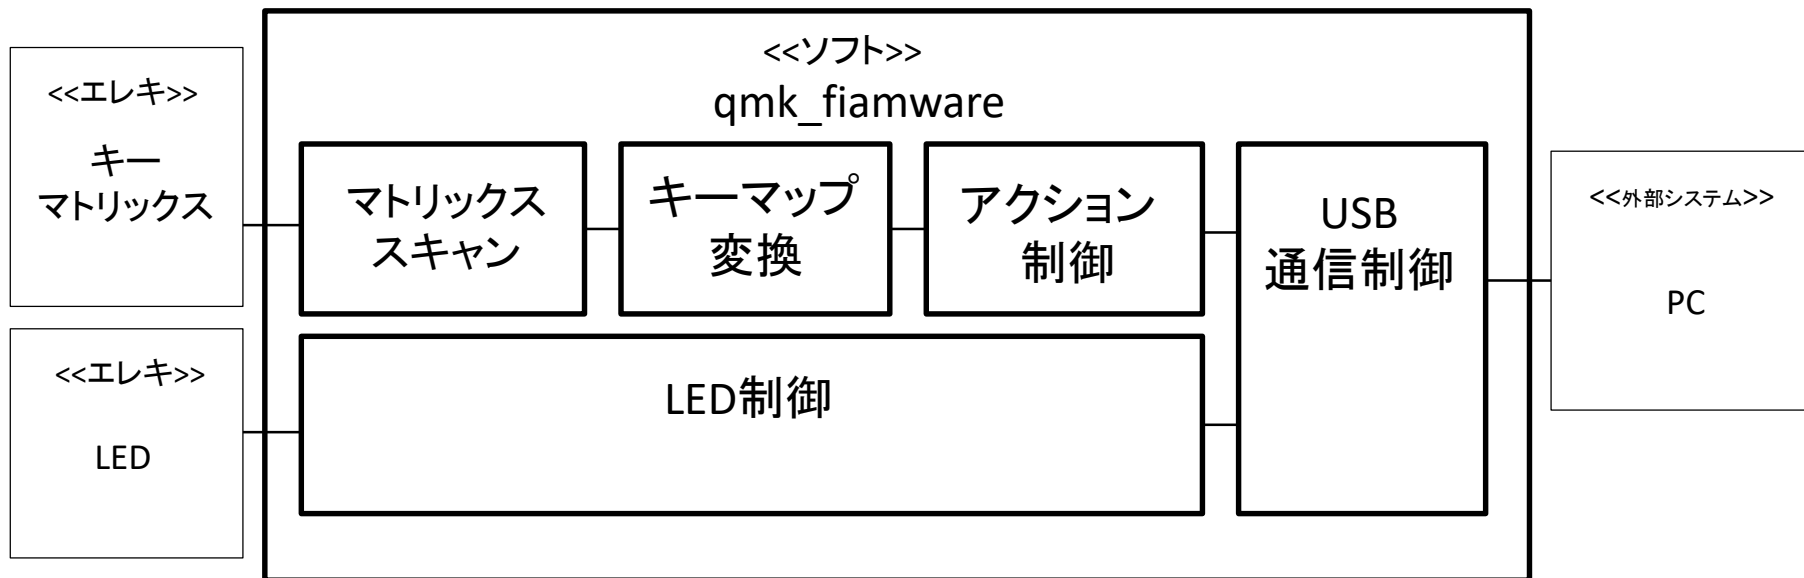 <<ソフト>>
qmk_fiamware
<<エレキ>>
キー
マトリックス
マトリックス
スキャン
キーマップ
変換
アクション
制御
USB
通信制御
<<外部システム>>
PC
<<エレキ>>
LED
LED制御